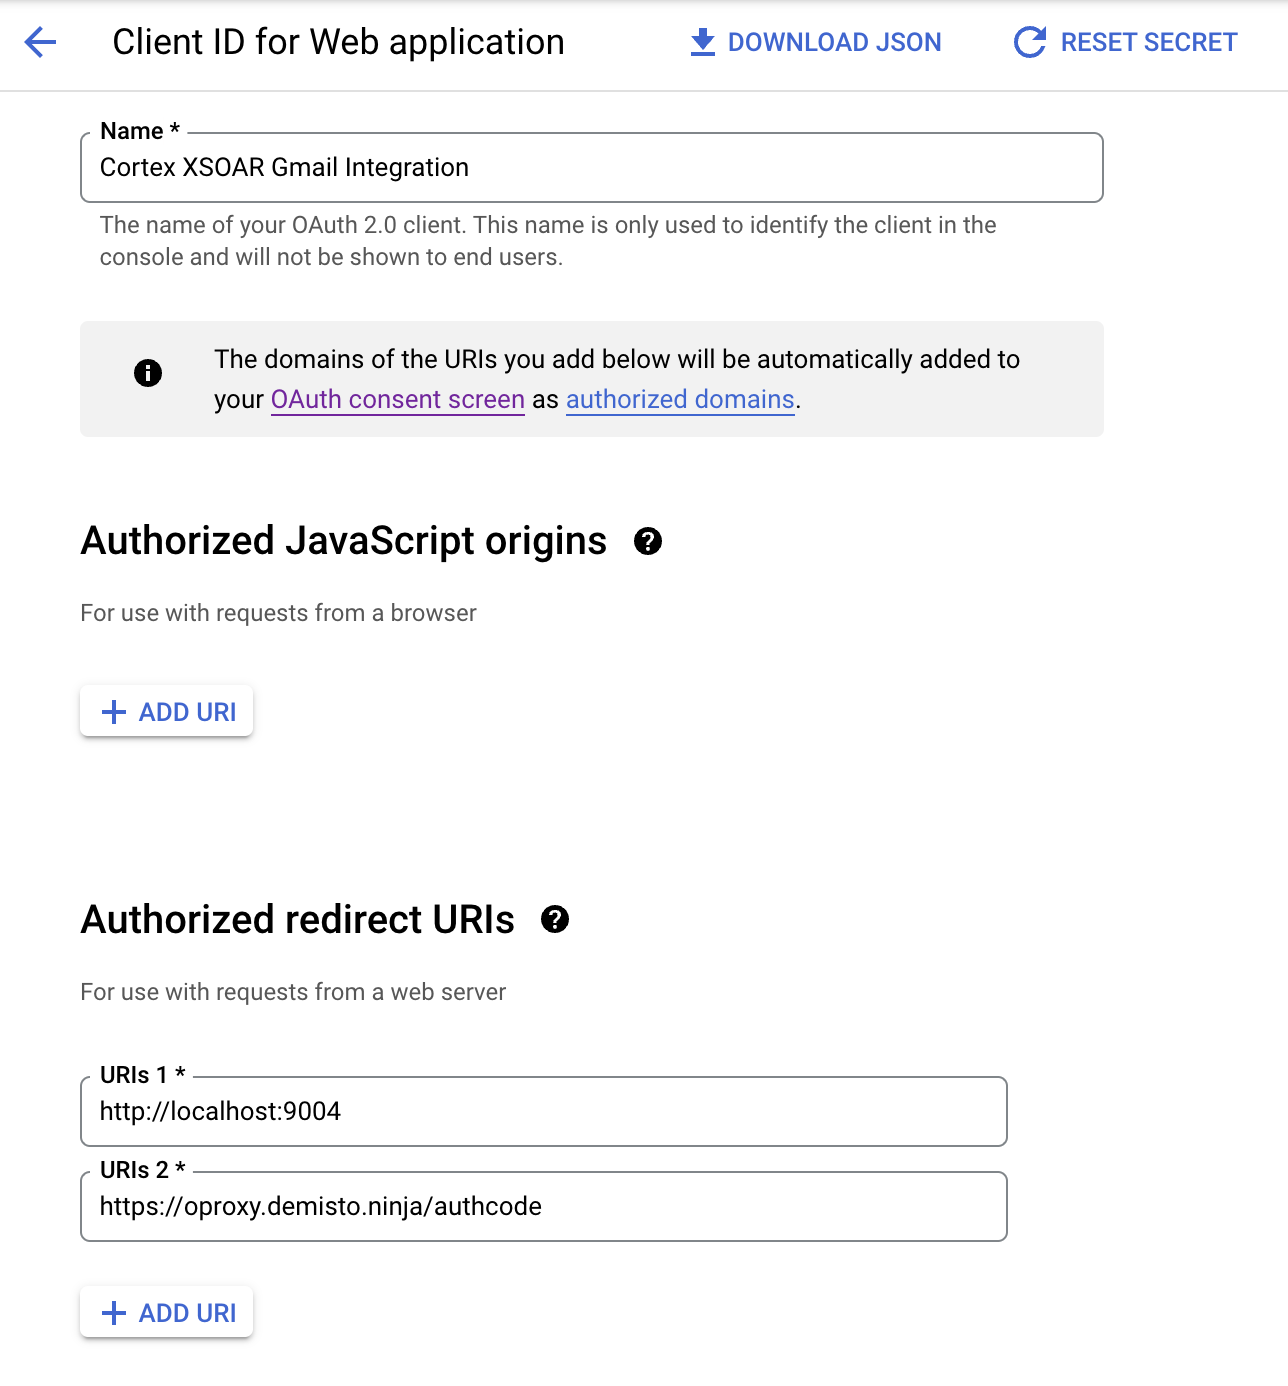 Client ID for Web application
DOWNLOAD JSON
RESET SECRET
Name *
Cortex XSOAR Gmail Integration
The name of your OAuth 2.0 client. This name is only used to identify the client in the
console and will not be shown to end users.
The domains of the URIs you add below will be automatically added to
your OAuth consent screen as authorized domains.
Authorized JavaScript origins
For use with requests from a browser
ADD URI
Authorized redirect URIs
For use with requests from a web server
URIs 1 *
http://localhost:9004
URIs 2 *
https://oproxy.demisto.ninja/authcode
ADD URI